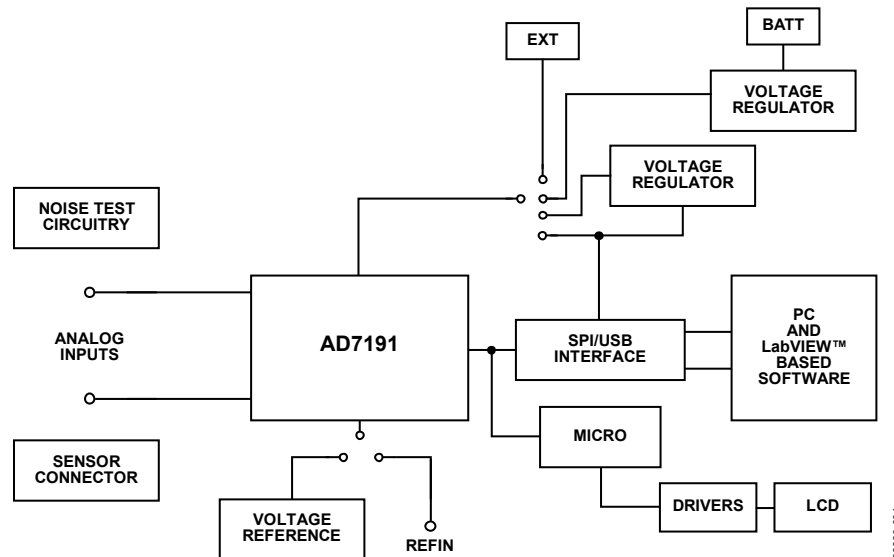 EXT
BATT
VOLTAGE
REGULATOR
VOLTAGE
REGULATOR
NOISE TEST
CIRCUITRY
ANALOG
INPUTS
AD7191
SPI/USB
INTERFACE
PC
AND
LabVIEW™
BASED
SOFTWARE
MICRO
SENSOR
CONNECTOR
VOLTAGE
REFERENCE
REFIN
DRIVERS
LCD